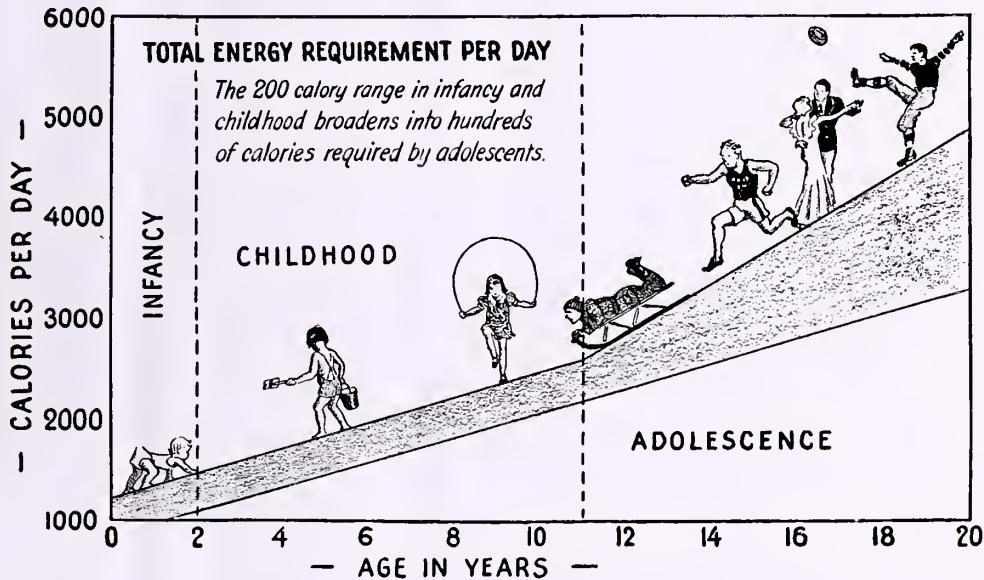 TOTAL ENERGY REQUIREMENT PER DAY
The 200 calory range in infancy and
childhood broadens into hundreds
of calories required by adolescents.
— CALORIES PER DAY —
6000
5000
4000
3000
2000
1000
INFANCY
CHILDHOOD
ADOLESCENCE
0 2 4 6 8 10 12 14 16 18 20
— AGE IN YEARS —